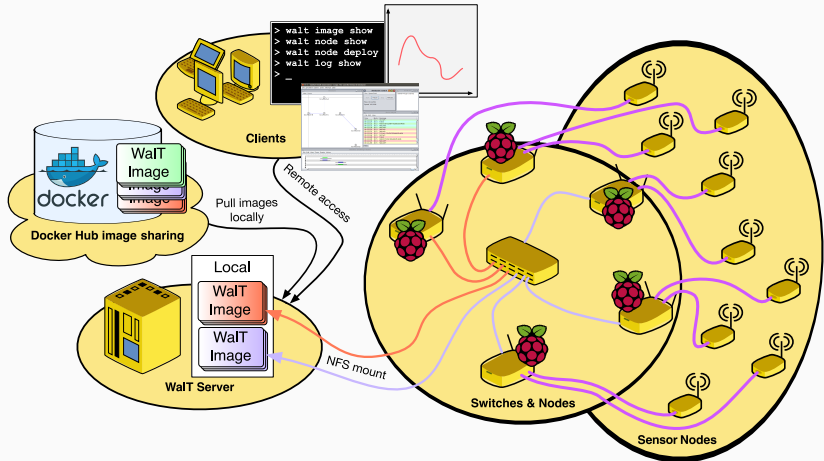 > walt image show
> walt node show
> walt node deploy
> walt log show
> _
Clients
WalT
Image
Image
docker
Docker Hub image sharing
Pull images
locally
Remote access
Local
WalT
Image
WalT
Image
WalT Server
NFS mount
Switches & Nodes
Sensor Nodes